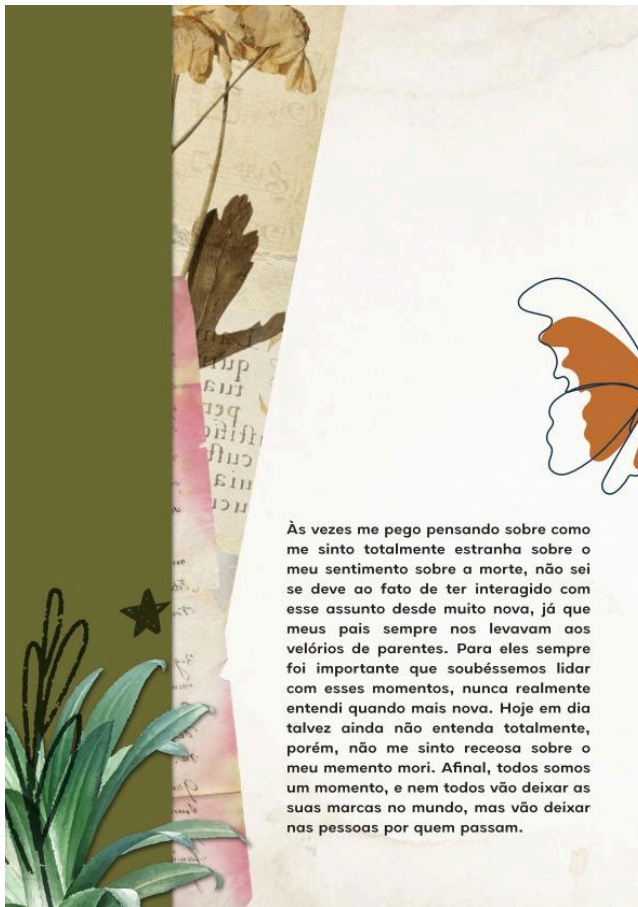 Às vezes me pego pensando sobre como
me sinto totalmente estranha sobre o
meu sentimento sobre a morte, não sei
se deve ao fato de ter interagido com
esse assunto desde muito nova, já que
meus pais sempre nos levavam aos
velórios de parentes. Para eles sempre
foi importante que soubéssemos lidar
com esses momentos, nunca realmente
entendi quando mais nova. Hoje em dia
talvez ainda não entenda totalmente,
porém, não me sinto receosa sobre o
meu memento mori. Afinal, todos somos
um momento, e nem todos vão deixar as
suas marcas no mundo, mas vão deixar
nas pessoas por quem passam.